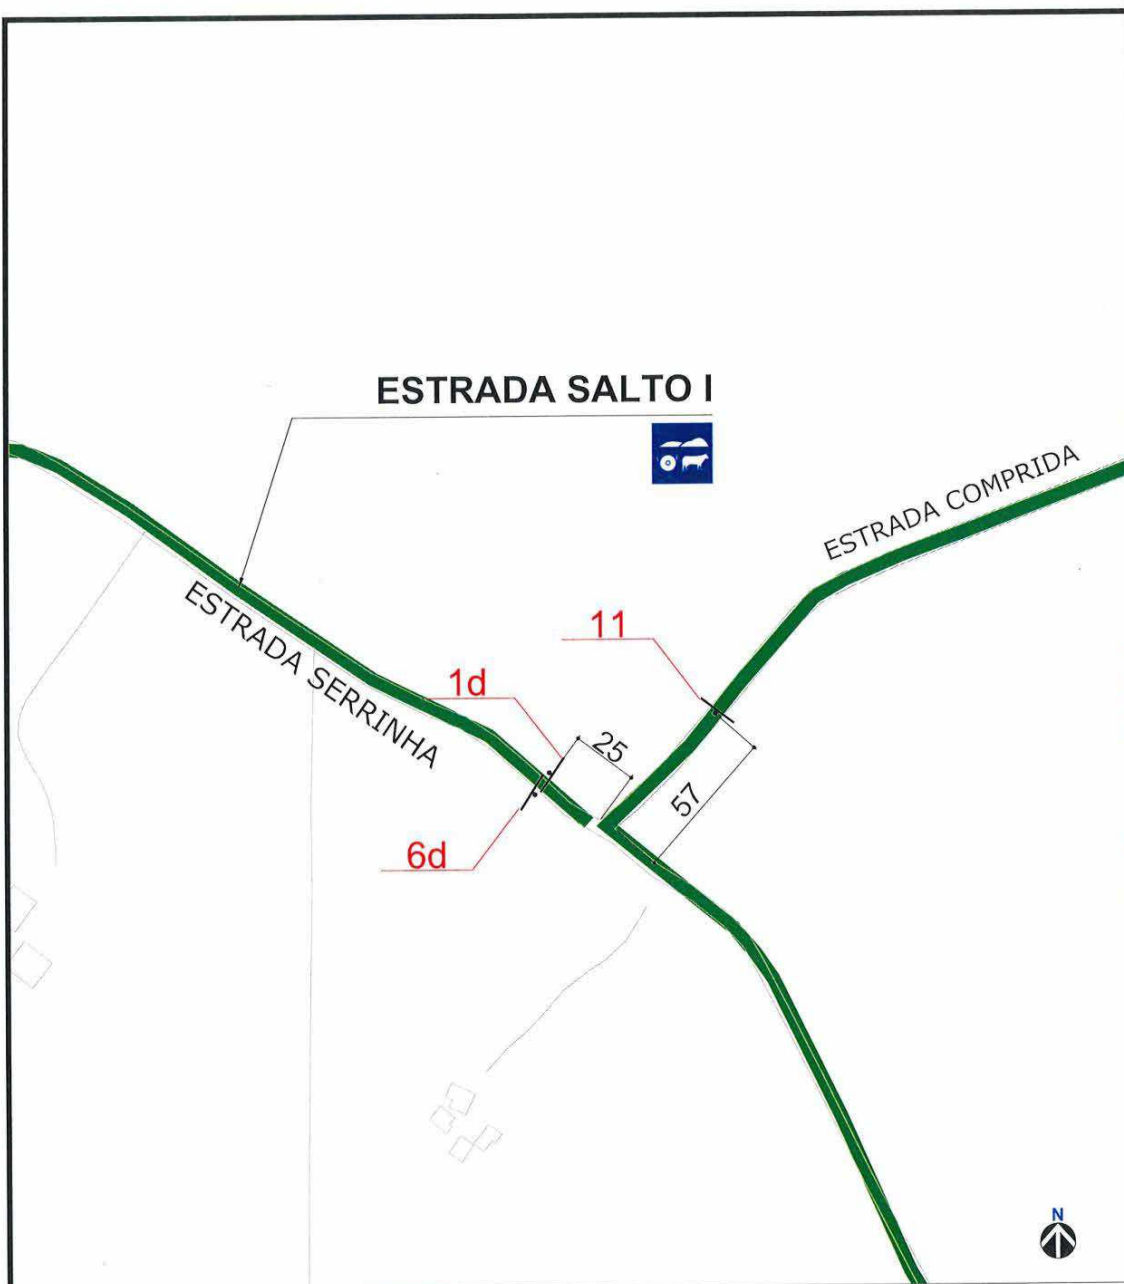 ESTRADA SALTO I
ESTRADA COMPRIDA
ESTRADA SERRINHA
11
1d
25
57
6d
N